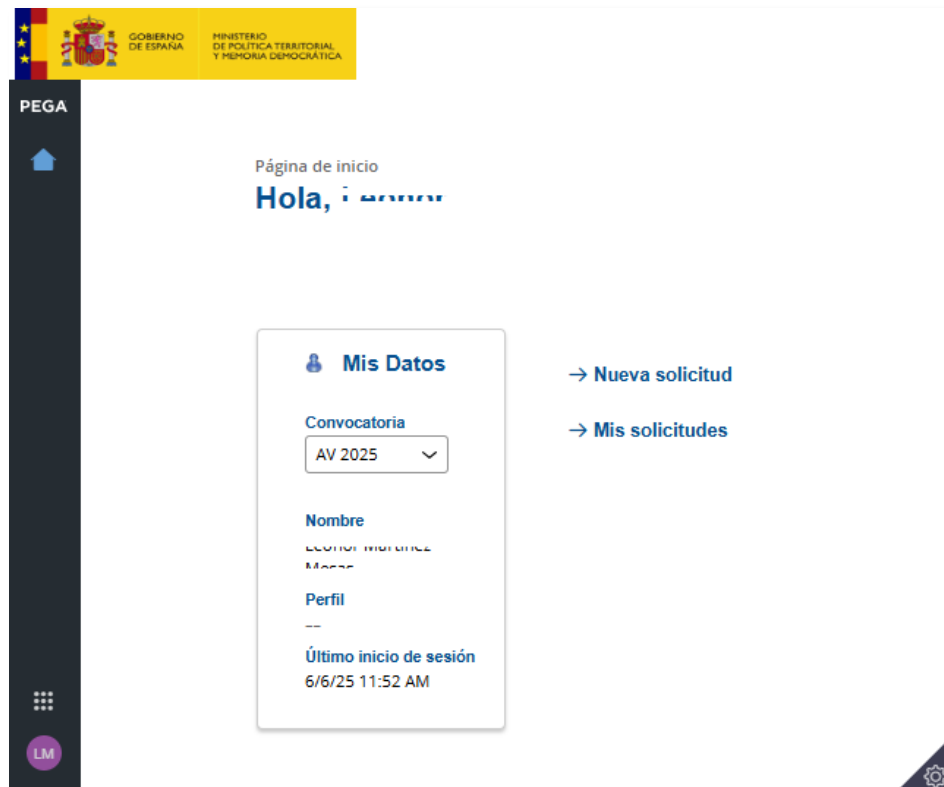 GOBIERNO
DE ESPAÑA
MINISTERIO
DE POLÍTICA TERRITORIAL
Y MEMORIA DEMOCRÁTICA
PEGA
Página de inicio
Hola,
Mis Datos
Convocatoria
AV 2025
Nombre
Perfil
---
Último inicio de sesión
6/6/25 11:52 AM
→ Nueva solicitud
→ Mis solicitudes
LM